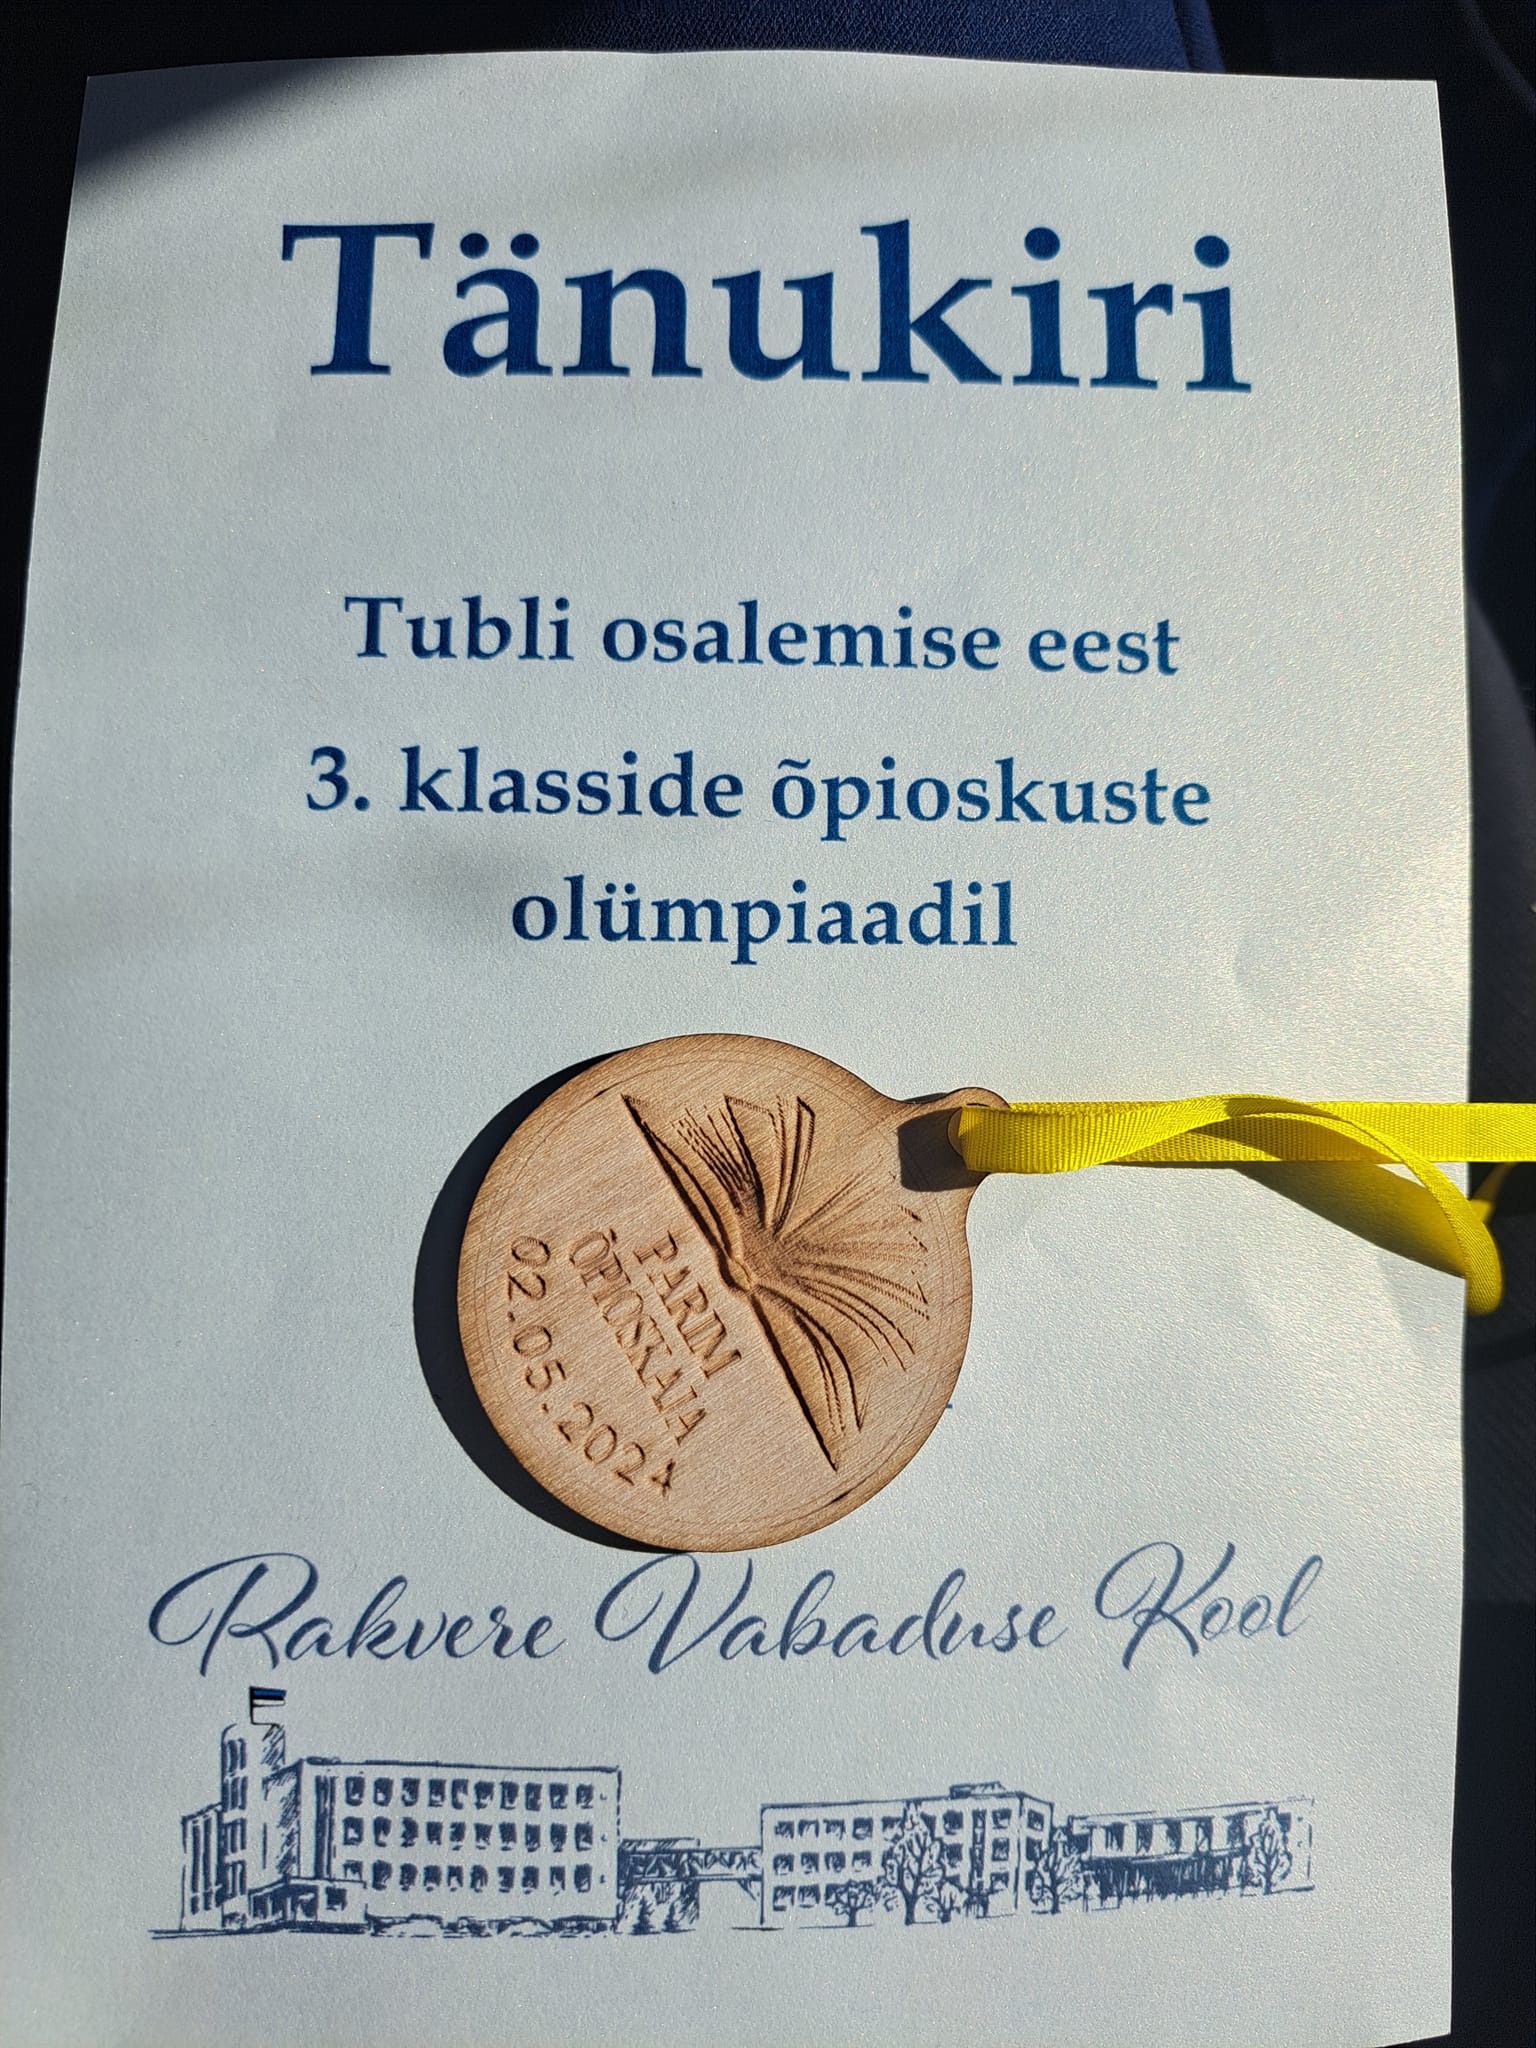 Tänukiri
Tubli osalemise eest
3. klasside õpioskuste
olümpiaadil
PARIM
ÕPIOSKAJA
02.05.2024
Rakvere Vabaduse Kool